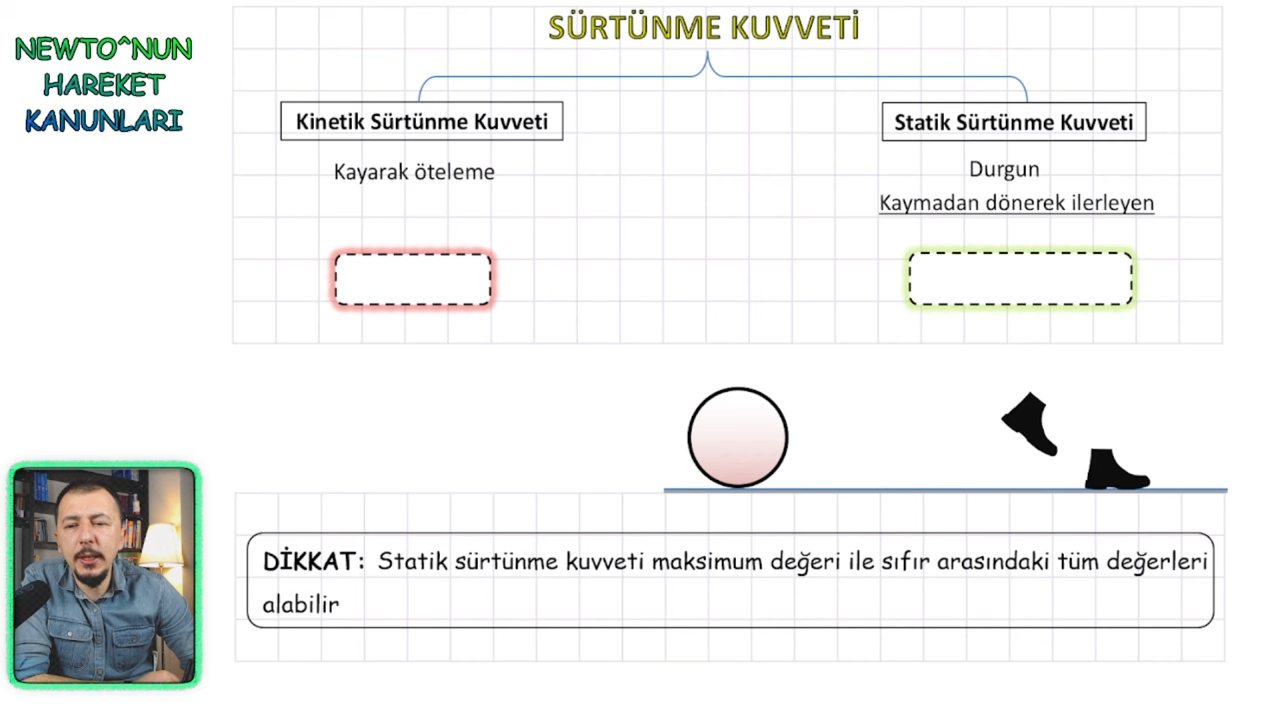 NEWTO^NUN
HAREKET
KANUNLARI
SÜRTÜNME KUVVETİ
Kinetik Sürtünme Kuvveti
Kayarak öteleme
Statik Sürtünme Kuvveti
Durgun
Kaymadan dönerek ilerleyen
DİKKAT: Statik sürtünme kuvveti maksimum değeri ile sıfır arasındaki tüm değerleri
alabilir